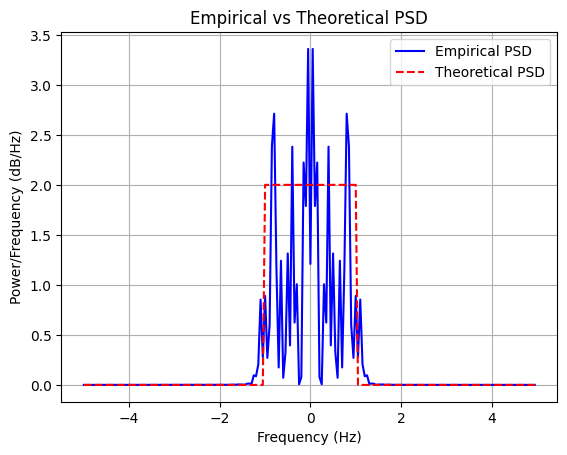 Empirical vs Theoretical PSD
Empirical PSD
Theoretical PSD
Power/Frequency (dB/Hz)
3.5
3.0
2.5
2.0
1.5
1.0
0.5
0.0
−4 −2 0 2 4
Frequency (Hz)